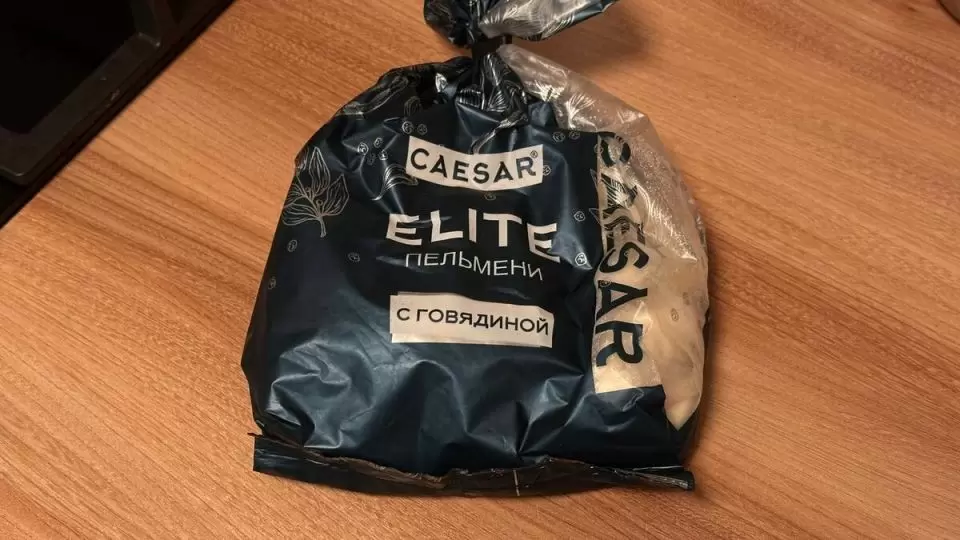 CAESAR®
ELITE
ПЕЛЬМЕНИ
С ГОВЯДИНОЙ
CAESAR